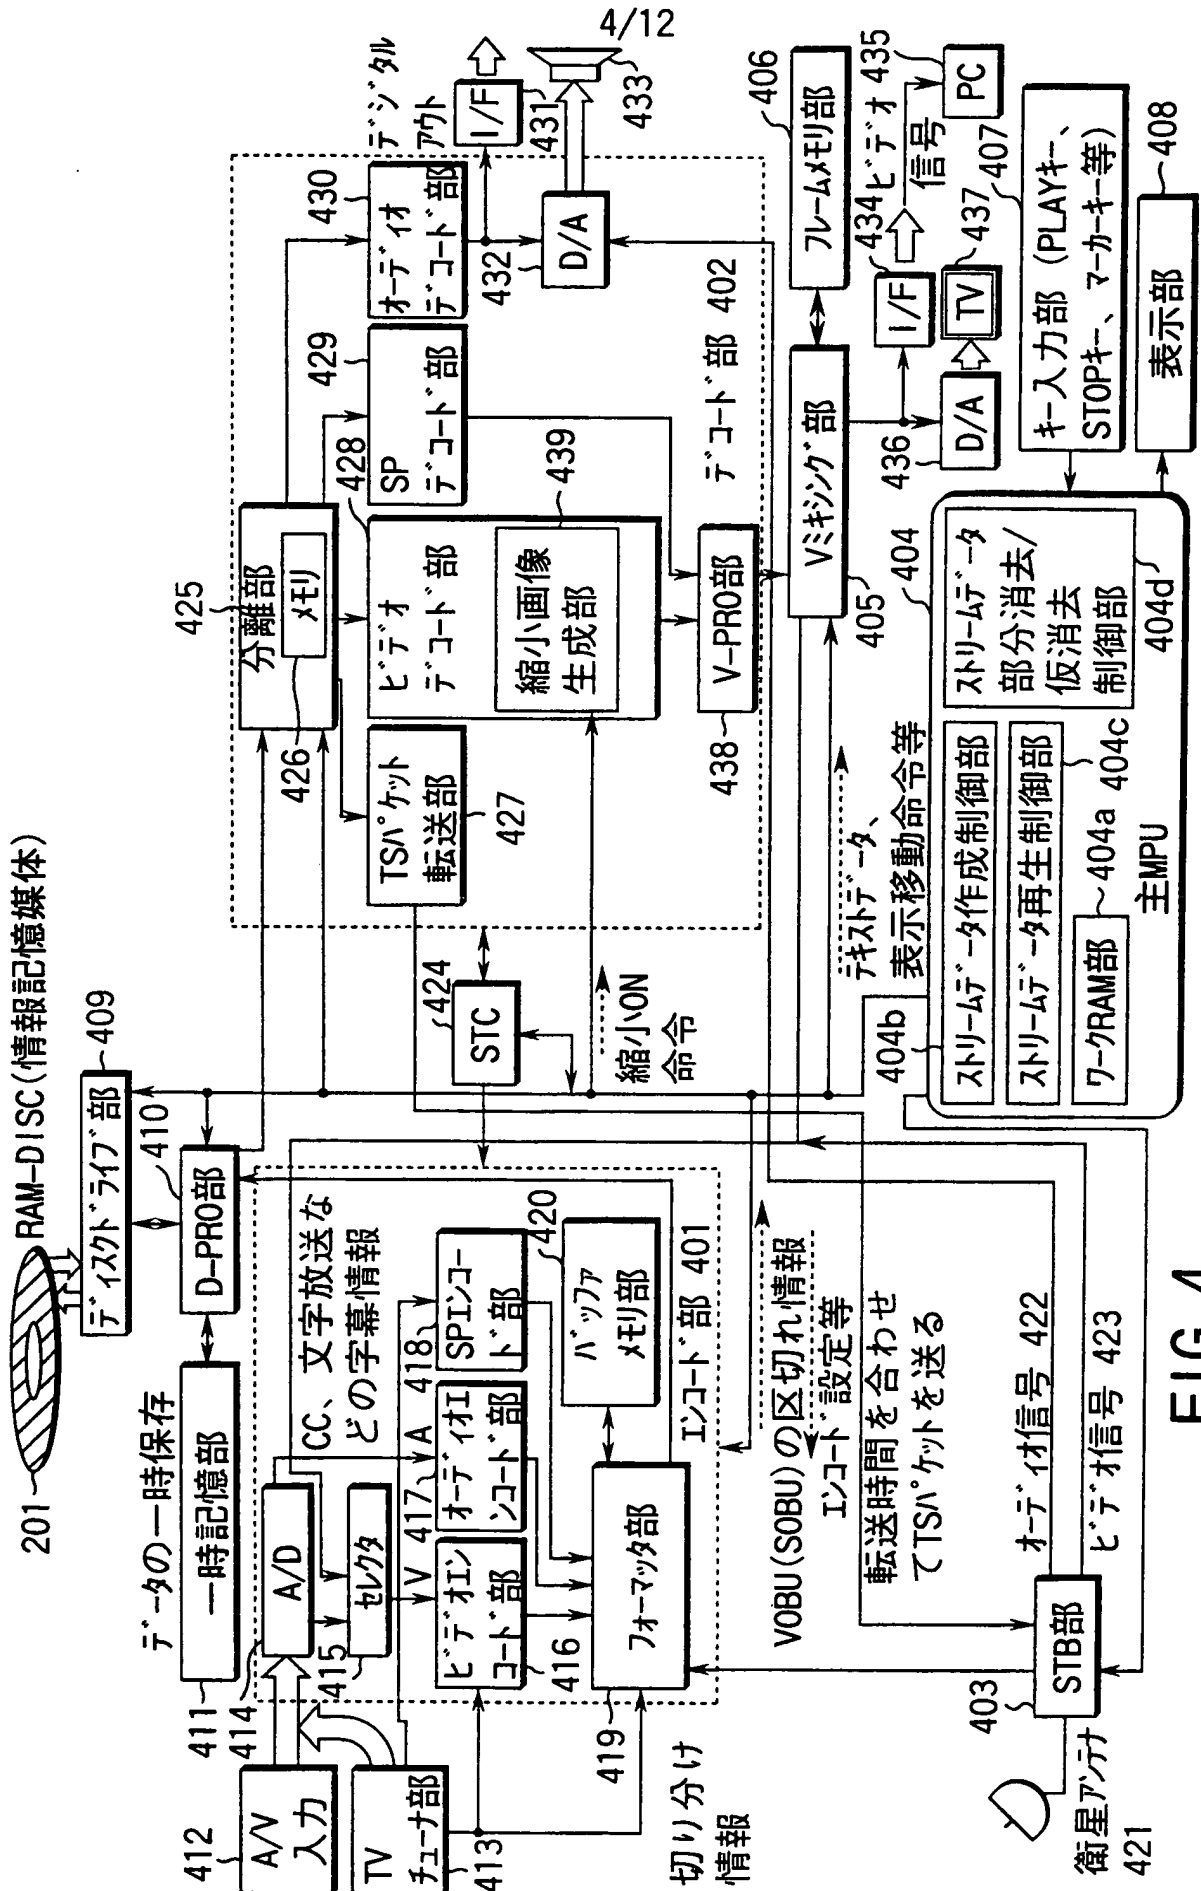 4/12
RAM-DISC(情報記憶媒体)
201
ディスクドライブ部
409
データの一時保存
一時記憶部
411
D-PRO部
410
A/V
入力
412
TV
チューナ部
413
414
A/D
CC、文字放送な
どの字幕情報
415
セレクタ
V
A
ビデオエン
コード部
416
417
オーディオエ
ンコード部
418
SPエンコー
ド部
フォーマッタ部
419
バッファ
メモリ部
420
エンコード部 401
切り分け
情報
STC
424
分離部
425
メモリ
426
TSパケット
転送部
427
ビデオ
デコード部
428
縮小画像
生成部
439
SP
デコード部
429
オーディオ
デコード部
430
V-PRO部
438
デコード部 402
432
D/A
デジタル
アウト
I/F
431
433
縮小ON
命令
VOBU(SOBU)の区切れ情報
エンコード設定等
転送時間を合わせ
てTSパケットを送る
テキストデータ、
表示移動命令等
Vミキシング部
405
フレームメモリ部
406
I/F
434
ビデオ
信号
435
PC
436
D/A
TV
437
キー入力部 (PLAYキー、
STOPキー、マーカーキー等)
407
表示部
408
404
404b
ストリームデータ作成制御部
ストリームデータ再生制御部
404c
ワークRAM部
404a
ストリームデータ
部分消去/
仮消去
制御部
404d
主MPU
オーディオ信号 422
ビデオ信号 423
403
STB部
衛星アンテナ
421
FIG. 4